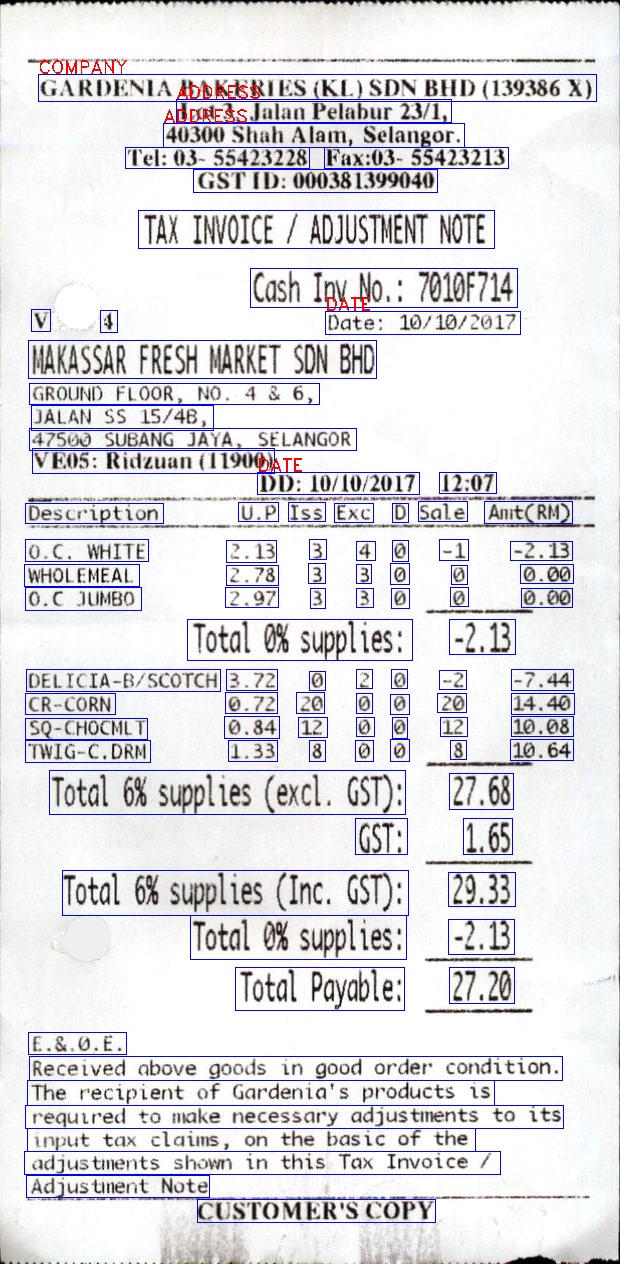 COMPANY
GARDENIA BAKERIES (KL) SDN BHD (139386 X)
ADDRESS
Lot 3, Jalan Pelabur 23/1,
ADDRESS
40300 Shah Alam, Selangor.
Tel: 03- 55423228 Fax:03- 55423213
GST ID: 000381399040
TAX INVOICE / ADJUSTMENT NOTE
Cash Inv No.: 7010F714
DATE
V 4 Date: 10/10/2017
MAKASSAR FRESH MARKET SDN BHD
GROUND FLOOR, NO. 4 & 6,
JALAN SS 15/4B,
47500 SUBANG JAYA, SELANGOR
VE05: Ridzuan (11900)
DATE
DD: 10/10/2017 12:07
Description U.P Iss Exc D Sale Amt(RM)
O.C. WHITE 2.13 3 4 0 -1 -2.13
WHOLEMEAL 2.78 3 3 0 0 0.00
O.C JUMBO 2.97 3 3 0 0 0.00
Total 0% supplies: -2.13
DELICIA-B/SCOTCH 3.72 0 2 0 -2 -7.44
CR-CORN 0.72 20 0 0 20 14.40
SQ-CHOCMLT 0.84 12 0 0 12 10.08
TWIG-C.DRM 1.33 8 0 0 8 10.64
Total 6% supplies (excl. GST): 27.68
GST: 1.65
Total 6% supplies (Inc. GST): 29.33
Total 0% supplies: -2.13
Total Payable: 27.20
E.&.O.E.
Received above goods in good order condition.
The recipient of Gardenia's products is
required to make necessary adjustments to its
input tax claims, on the basic of the
adjustments shown in this Tax Invoice /
Adjustment Note
CUSTOMER'S COPY